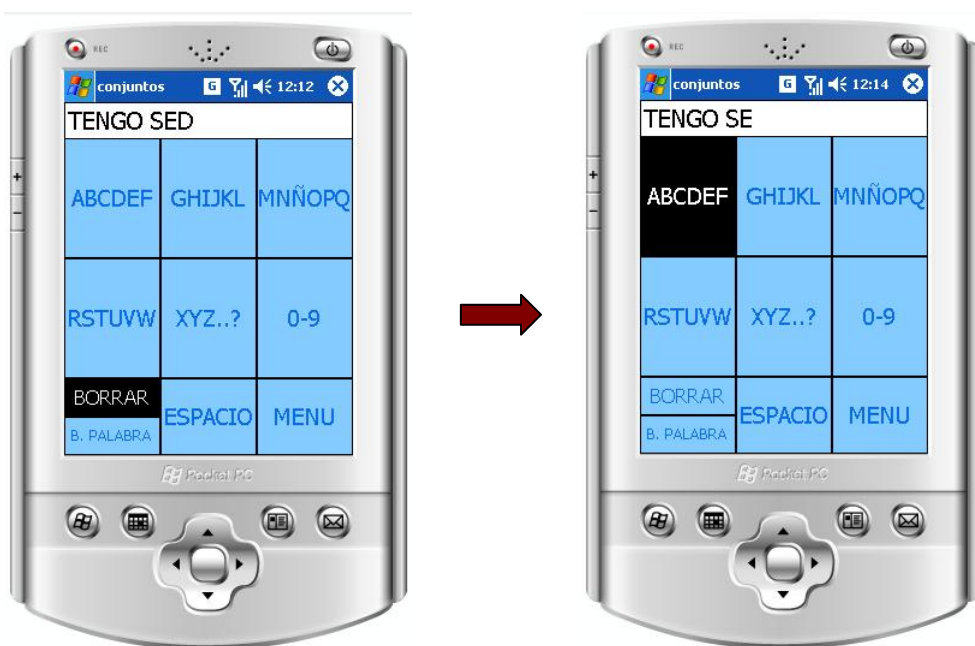 REC
conjuntos G 12:12
TENGO SED
ABCDEF GHIJKL MNÑOPQ
RSTUVW XYZ..? 0-9
BORRAR
ESPACIO MENU
B. PALABRA
Pocket PC
+
-
REC
conjuntos G 12:14
TENGO SE
ABCDEF GHIJKL MNÑOPQ
RSTUVW XYZ..? 0-9
BORRAR
ESPACIO MENU
B. PALABRA
Pocket PC
+
-